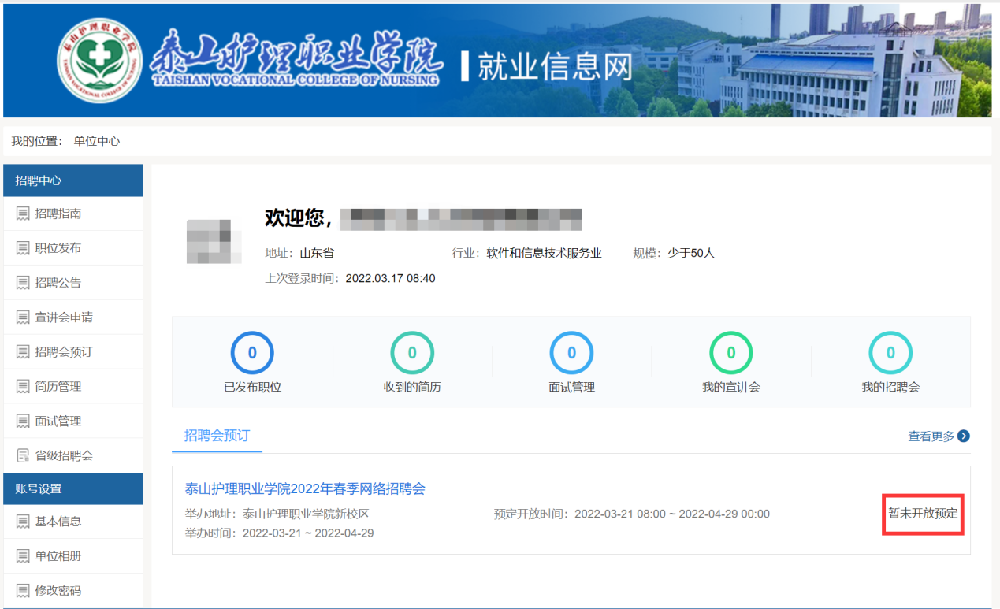 泰山护理职业学院
TAISHAN VOCATIONAL COLLEGE OF NURSING
就业信息网
我的位置： 单位中心
招聘中心
招聘指南
职位发布
招聘公告
宣讲会申请
招聘会预订
简历管理
面试管理
省级招聘会
账号设置
基本信息
单位相册
修改密码
欢迎您，
地址：山东省 行业：软件和信息技术服务业 规模：少于50人
上次登录时间：2022.03.17 08:40
0 0 0 0 0
已发布职位 收到的简历 面试管理 我的宣讲会 我的招聘会
招聘会预订 查看更多
泰山护理职业学院2022年春季网络招聘会
举办地址：泰山护理职业学院新校区 预定开放时间：2022-03-21 08:00 ~ 2022-04-29 00:00 暂未开放预定
举办时间：2022-03-21 ~ 2022-04-29